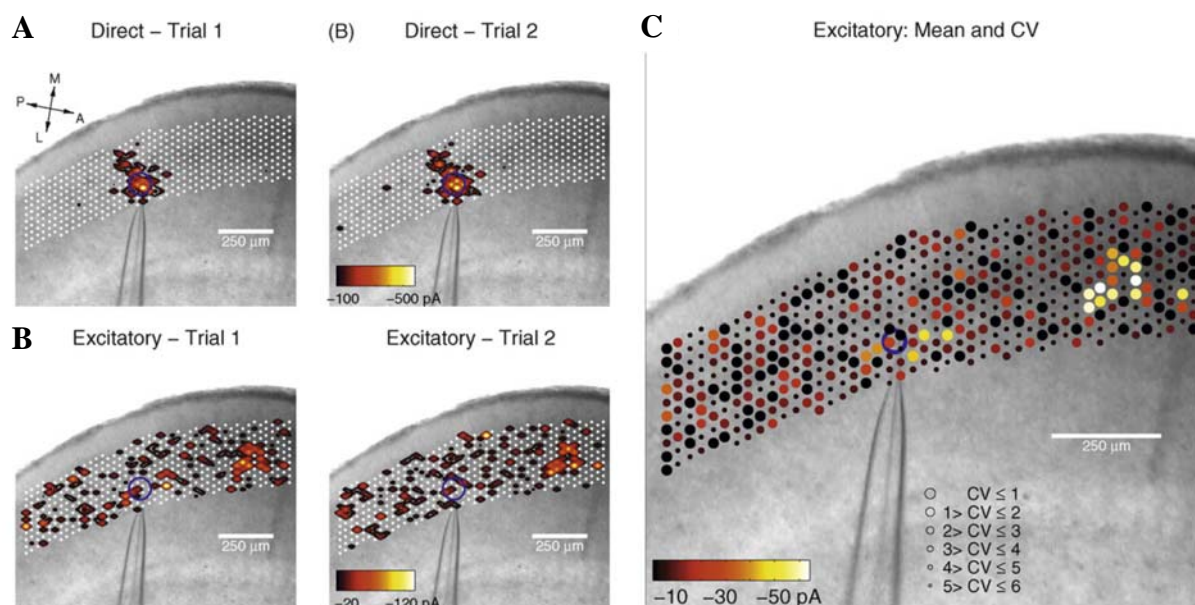 A
Direct – Trial 1
(B)
Direct – Trial 2
C
Excitatory: Mean and CV
M
P
A
L
250 µm
250 µm
−100
−500 pA
B
Excitatory – Trial 1
Excitatory – Trial 2
250 µm
250 µm
−20
−120 pA
250 µm
CV ≤ 1
1> CV ≤ 2
2> CV ≤ 3
3> CV ≤ 4
4> CV ≤ 5
5> CV ≤ 6
−10 −30 −50 pA